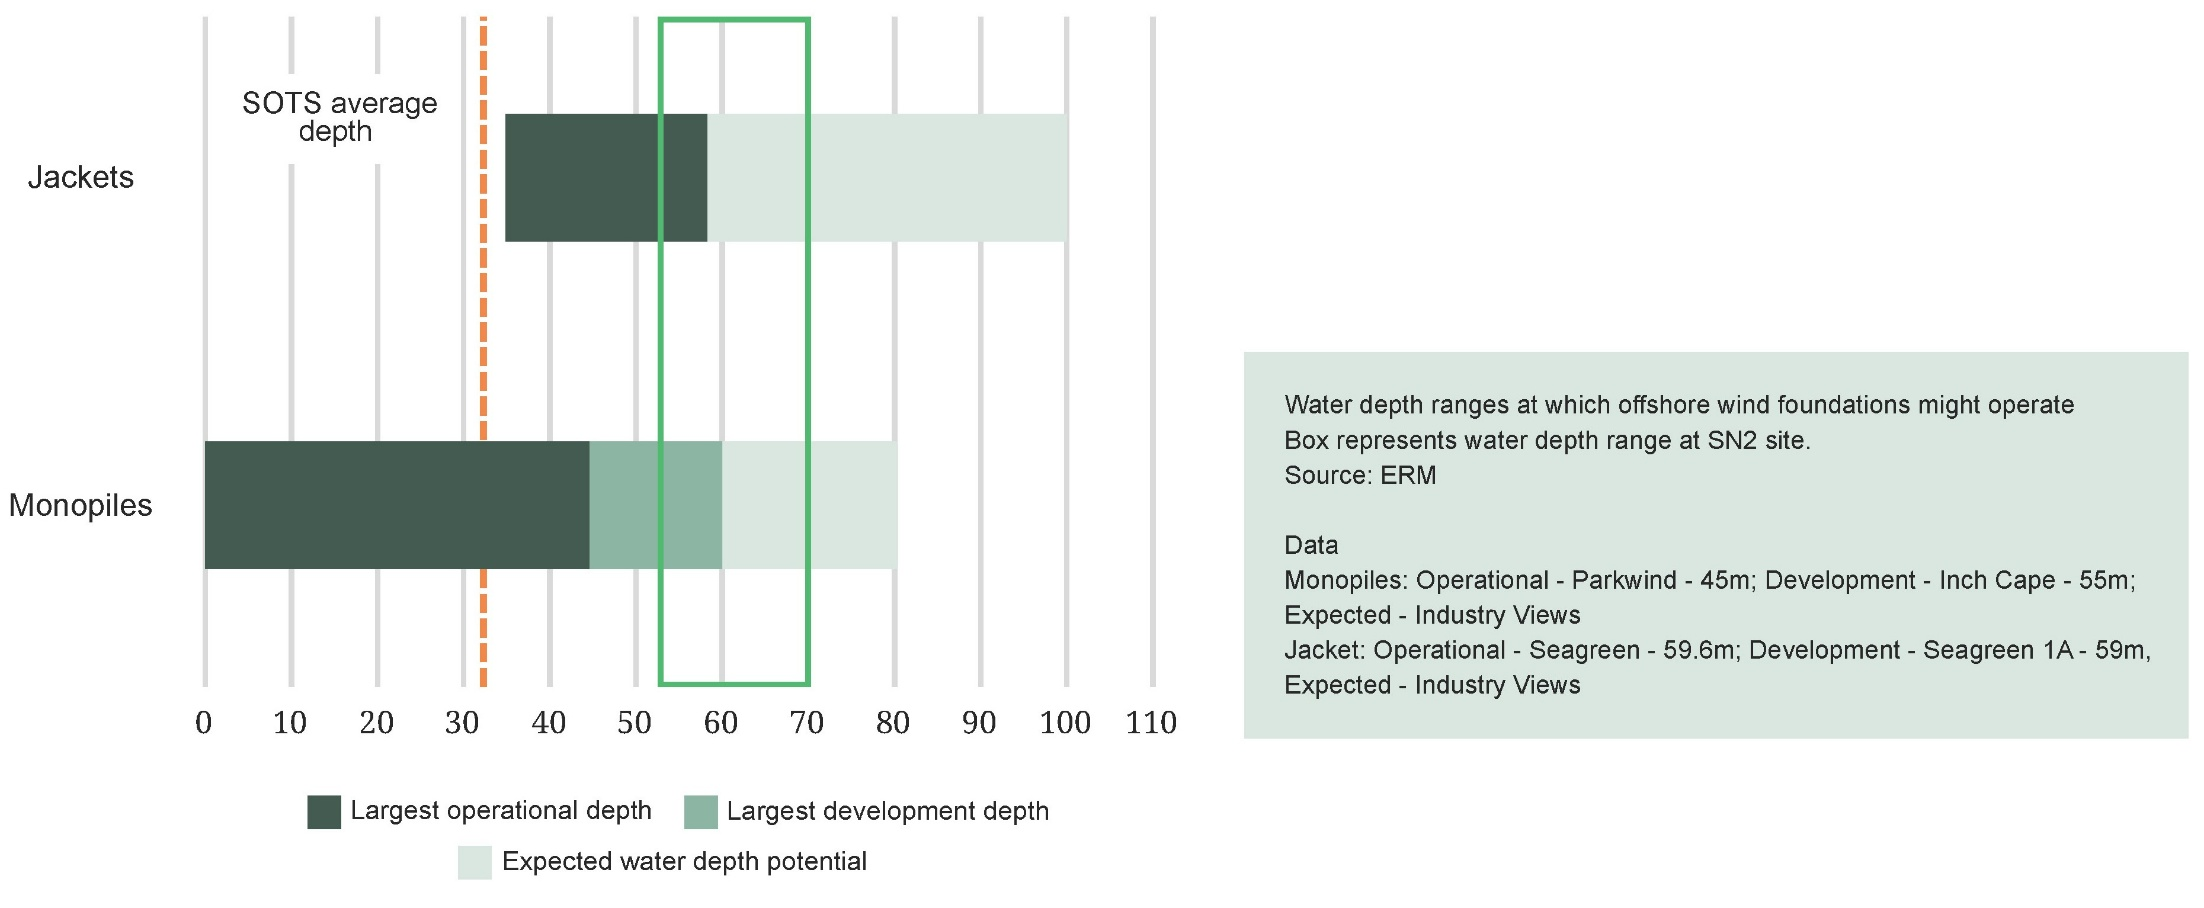 SOTS average
depth
Jackets
Monopiles
0 10 20 30 40 50 60 70 80 90 100 110
Largest operational depth Largest development depth
Expected water depth potential
Water depth ranges at which offshore wind foundations might operate
Box represents water depth range at SN2 site.
Source: ERM
Data
Monopiles: Operational - Parkwind - 45m; Development - Inch Cape - 55m;
Expected - Industry Views
Jacket: Operational - Seagreen - 59.6m; Development - Seagreen 1A - 59m,
Expected - Industry Views